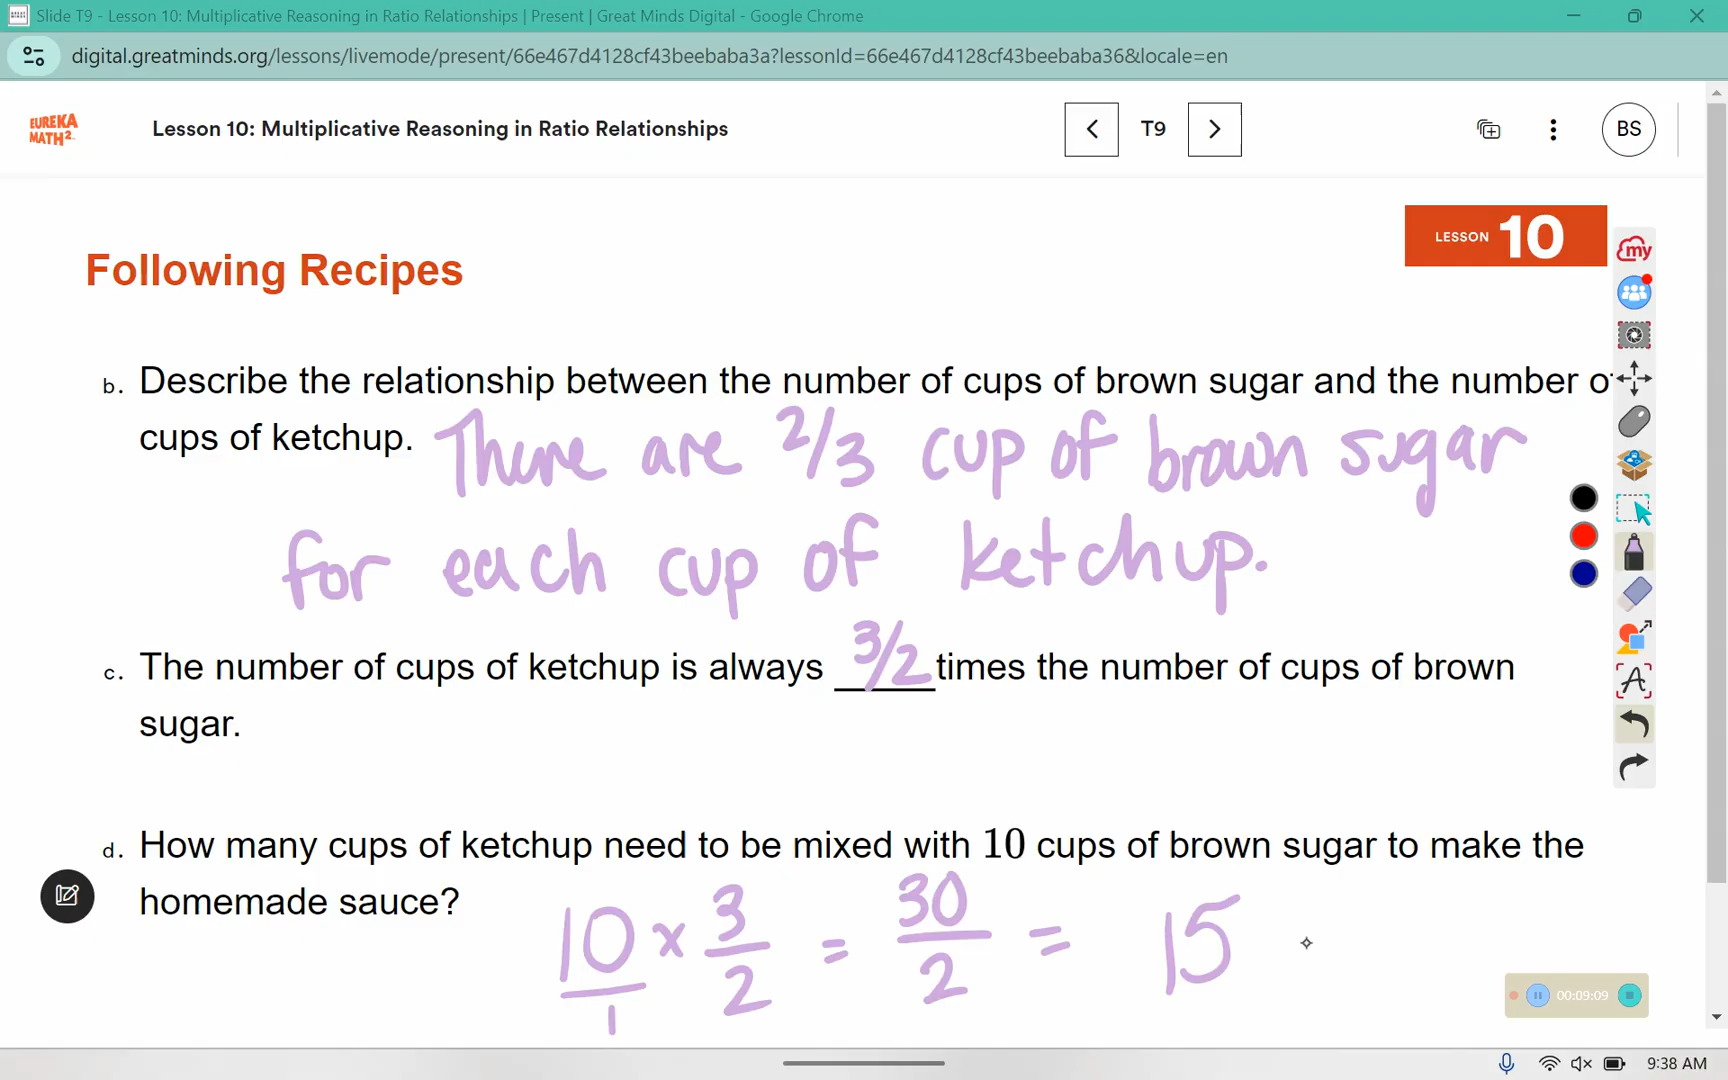 Slide T9 - Lesson 10: Multiplicative Reasoning in Ratio Relationships | Present | Great Minds Digital - Google Chrome
digital.greatminds.org/lessons/livemode/present/66e467d4128cf43beebaba3a?lessonId=66e467d4128cf43beebaba36&locale=en
EUREKA
MATH²
Lesson 10: Multiplicative Reasoning in Ratio Relationships
T9
BS
LESSON 10
my
Following Recipes
b. Describe the relationship between the number of cups of brown sugar and the number of
cups of ketchup. There are 2/3 cup of brown sugar
for each cup of ketchup.
c. The number of cups of ketchup is always 3/2 times the number of cups of brown
sugar.
d. How many cups of ketchup need to be mixed with 10 cups of brown sugar to make the
homemade sauce?
10/1 x 3/2 = 30/2 = 15
A
00:09:09
9:38 AM